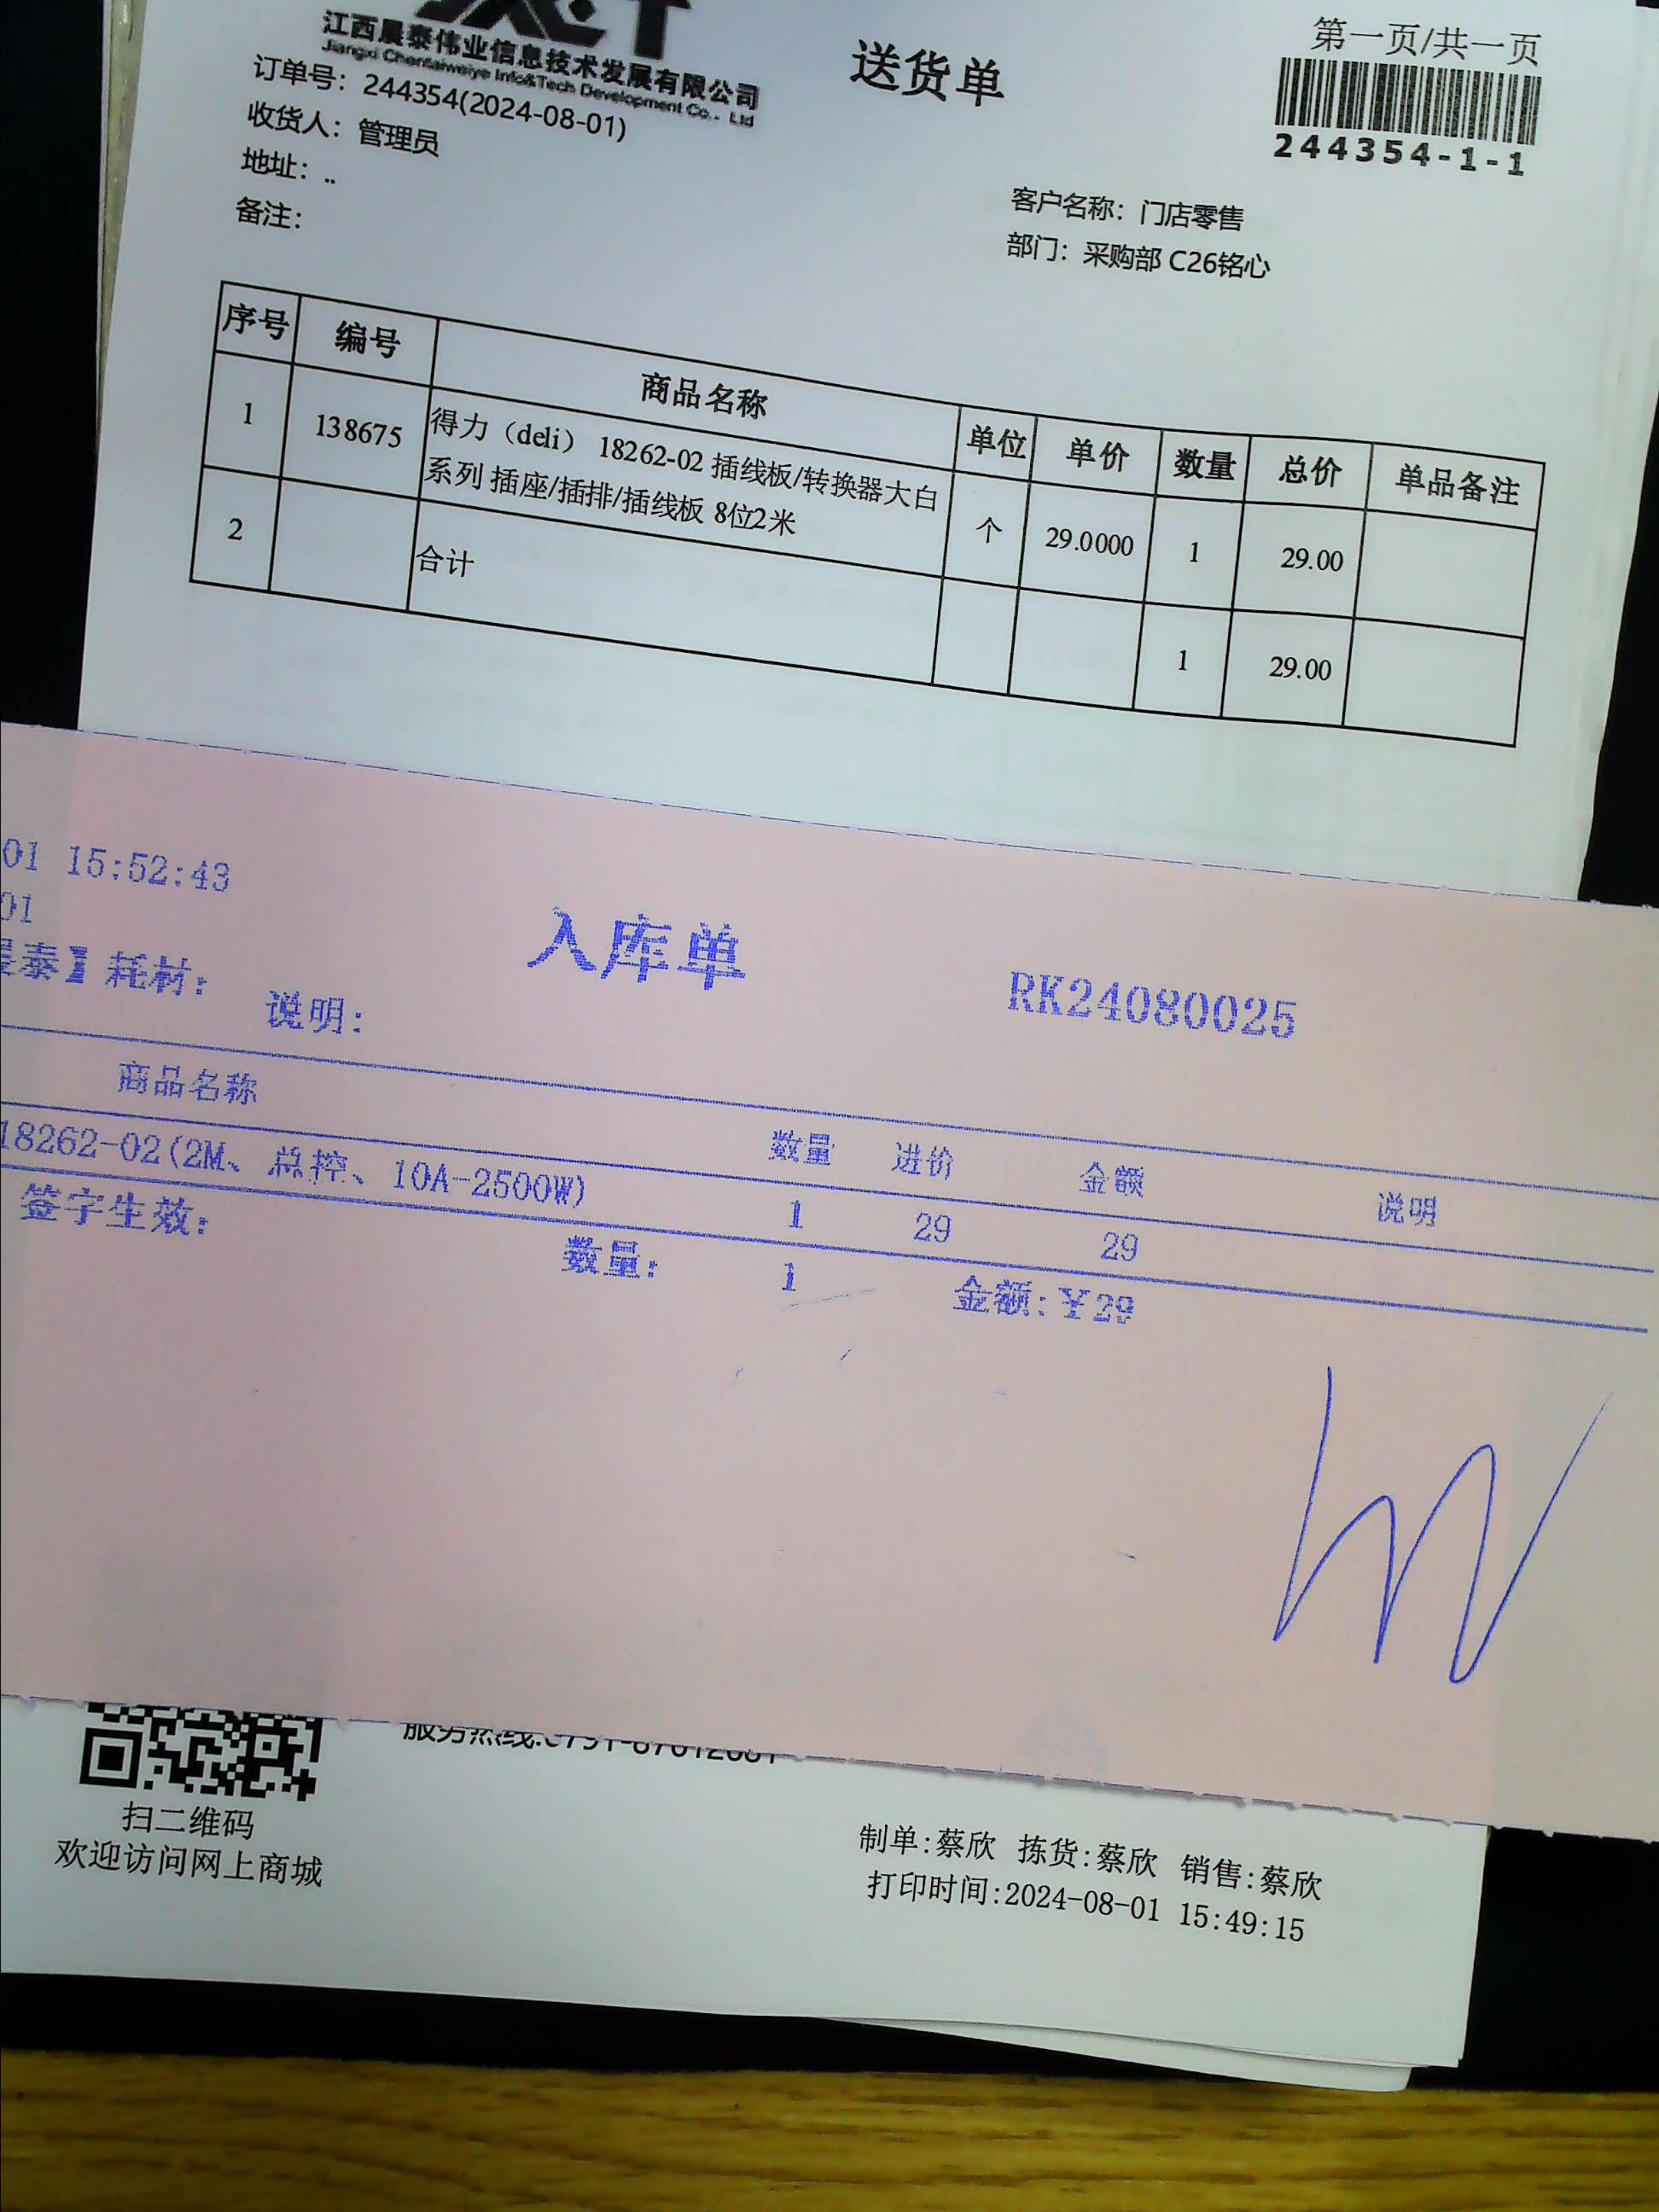 江西晨泰伟业信息技术发展有限公司
Jiangxi Chentaiweiye Info&Tech Development Co., Ltd
送货单
第一页/共一页
244354-1-1
订单号: 244354(2024-08-01)
收货人: 管理员
地址: ..
备注:
客户名称: 门店零售
部门: 采购部 C26铭心
序号 编号 商品名称 单位 单价 数量 总价 单品备注
1 138675 得力（deli） 18262-02 插线板/转换器大白
系列 插座/插排/插线板 8位2米 个 29.0000 1 29.00
2 合计 1 29.00
01 15:52:43
01
入库单
RK24080025
泰】耗材:
说明:
商品名称 数量 进价 金额 说明
18262-02(2M、总控、10A-2500W) 1 29 29
签字生效: 数量: 1 金额:¥29
服务热线:
扫二维码
欢迎访问网上商城
制单:蔡欣 拣货:蔡欣 销售:蔡欣
打印时间:2024-08-01 15:49:15